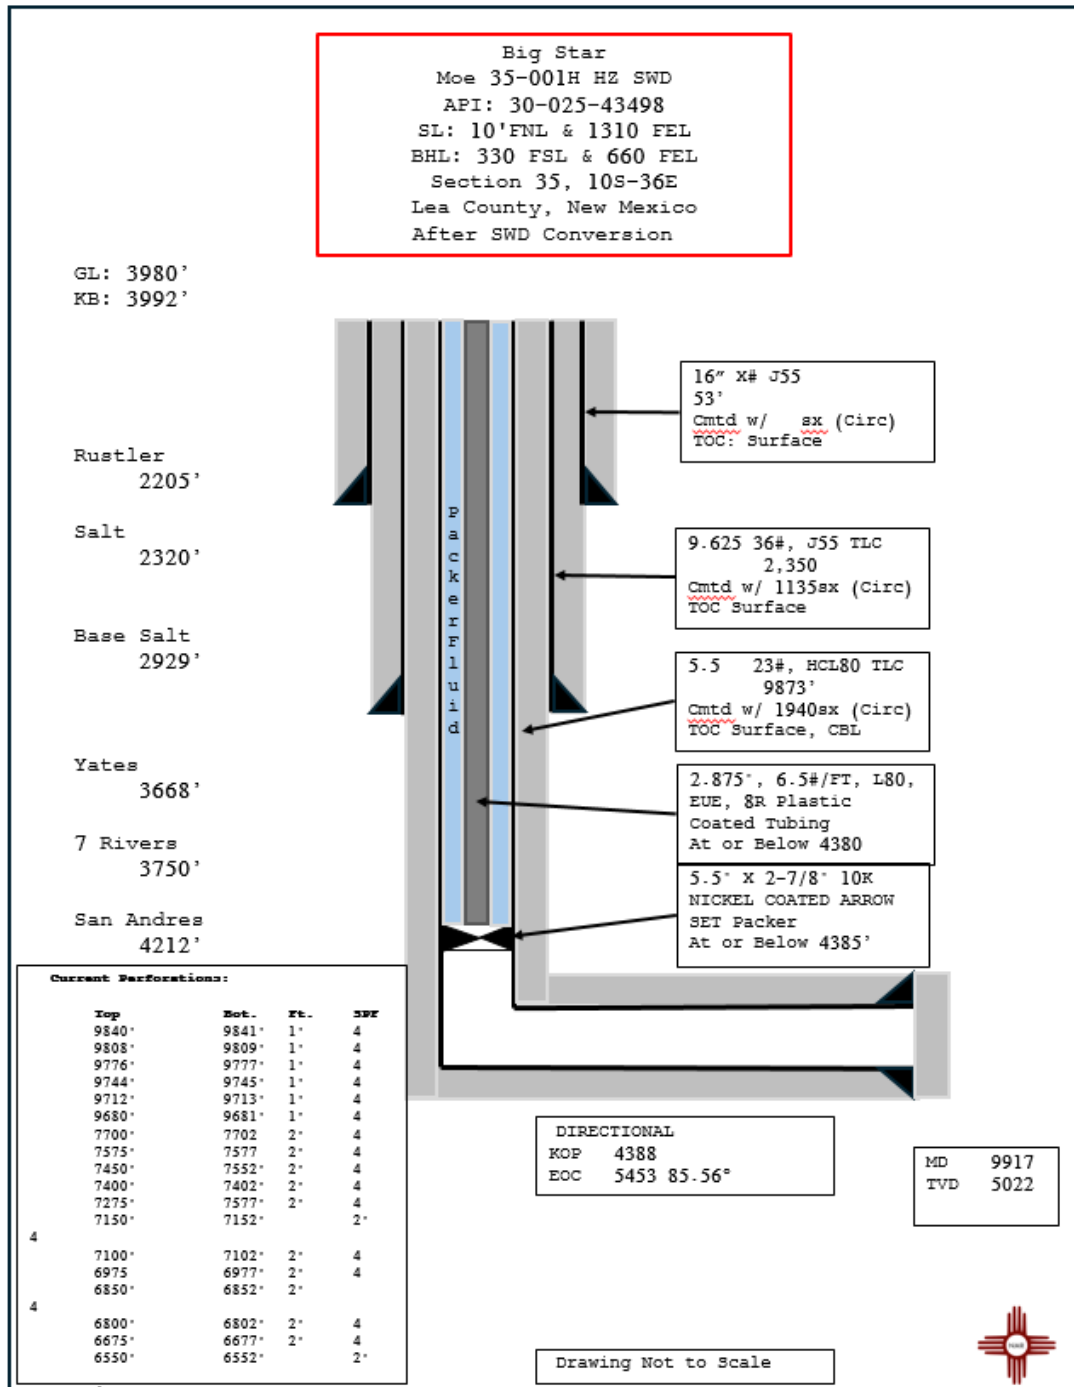 Big Star
Moe 35-001H HZ SWD
API: 30-025-43498
SL: 10'FNL & 1310 FEL
BHL: 330 FSL & 660 FEL
Section 35, 10S-36E
Lea County, New Mexico
After SWD Conversion
GL: 3980’
KB: 3992’
Rustler
2205’
Salt
2320’
Base Salt
2929’
Yates
3668’
7 Rivers
3750’
San Andres
4212’
Packer Fluid
16” X# J55
53’
Cmtd w/ sx (Circ)
TOC: Surface
9.625 36#, J55 TLC
2,350
Cmtd w/ 1135sx (Circ)
TOC Surface
5.5 23#, HCL80 TLC
9873’
Cmtd w/ 1940sx (Circ)
TOC Surface, CBL
2.875", 6.5#/FT, L80,
EUE, 8R Plastic
Coated Tubing
At or Below 4380
5.5" X 2-7/8" 10K
NICKEL COATED ARROW
SET Packer
At or Below 4385’
Current Perforations:
Top Bot. Ft. SPF
9840' 9841' 1' 4
9808' 9809' 1' 4
9776' 9777' 1' 4
9744' 9745' 1' 4
9712' 9713' 1' 4
9680' 9681' 1' 4
7700' 7702 2' 4
7575' 7577 2' 4
7450' 7552' 2' 4
7400' 7402' 2' 4
7275' 7577' 2' 4
7150' 7152' 2'
4
7100' 7102' 2' 4
6975 6977' 2' 4
6850' 6852' 2'
4
6800' 6802' 2' 4
6675' 6677' 2' 4
6550' 6552' 2'
DIRECTIONAL
KOP 4388
EOC 5453 85.56°
MD 9917
TVD 5022
Drawing Not to Scale